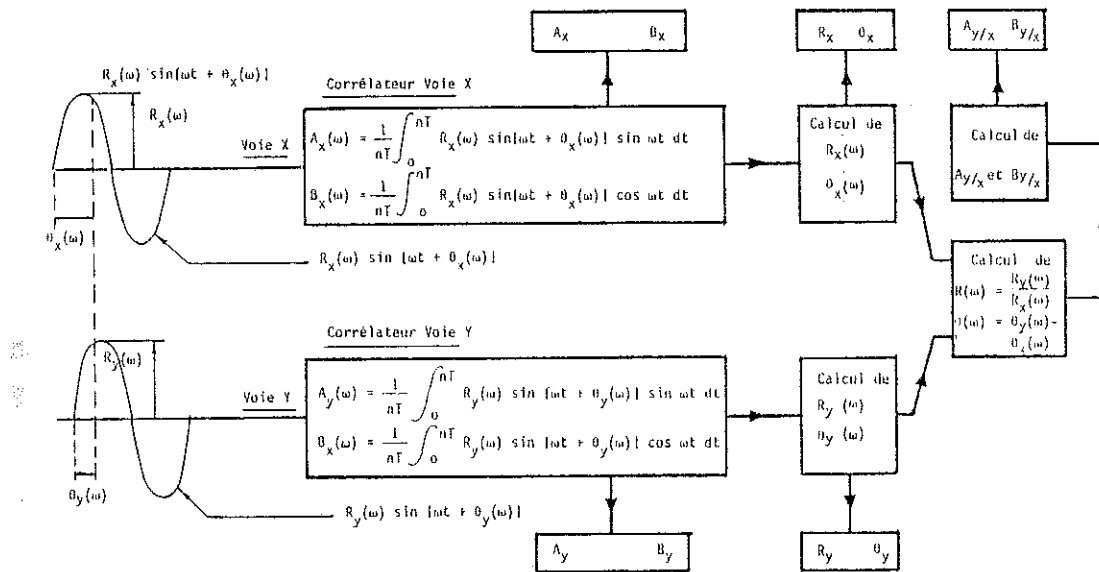 A_x B_x
R_x θ_x
A_y/x B_y/x
R_x(ω) sin[ωt + θ_x(ω)]
R_x(ω)
θ_x(ω)
Voie X
Corrélateur Voie X
A_x(ω) = 1/nT ∫_0^nT R_x(ω) sin[ωt + θ_x(ω)] sin ωt dt
B_x(ω) = 1/nT ∫_0^nT R_x(ω) sin[ωt + θ_x(ω)] cos ωt dt
R_x(ω) sin [ωt + θ_x(ω)]
Calcul de
R_x(ω)
θ_x(ω)
Calcul de
A_y/x et B_y/x
Calcul de
R(ω) = R_y(ω)/R_x(ω)
θ(ω) = θ_y(ω)-
θ_x(ω)
R_y(ω)
θ_y(ω)
Voie Y
Corrélateur Voie Y
A_y(ω) = 1/nT ∫_0^nT R_y(ω) sin [ωt + θ_y(ω)] sin ωt dt
B_x(ω) = 1/nT ∫_0^nT R_y(ω) sin [ωt + θ_y(ω)] cos ωt dt
R_y(ω) sin [ωt + θ_y(ω)]
Calcul de
R_y (ω)
θ_y (ω)
A_y B_y
R_y θ_y